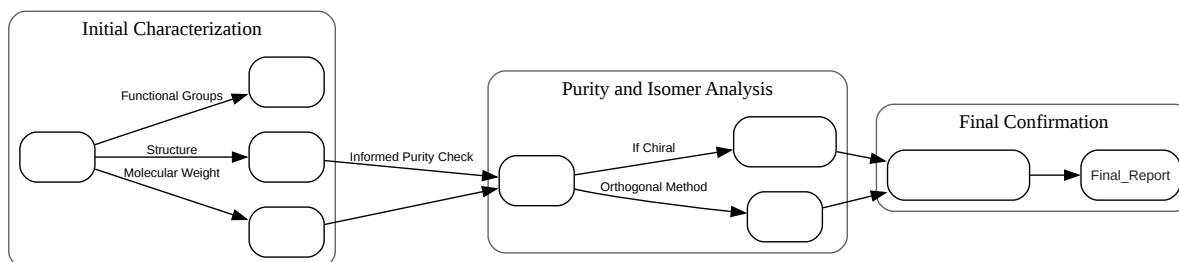 Initial Characterization
Functional Groups
Structure
Molecular Weight
Informed Purity Check
Purity and Isomer Analysis
If Chiral
Orthogonal Method
Final Confirmation
Final_Report